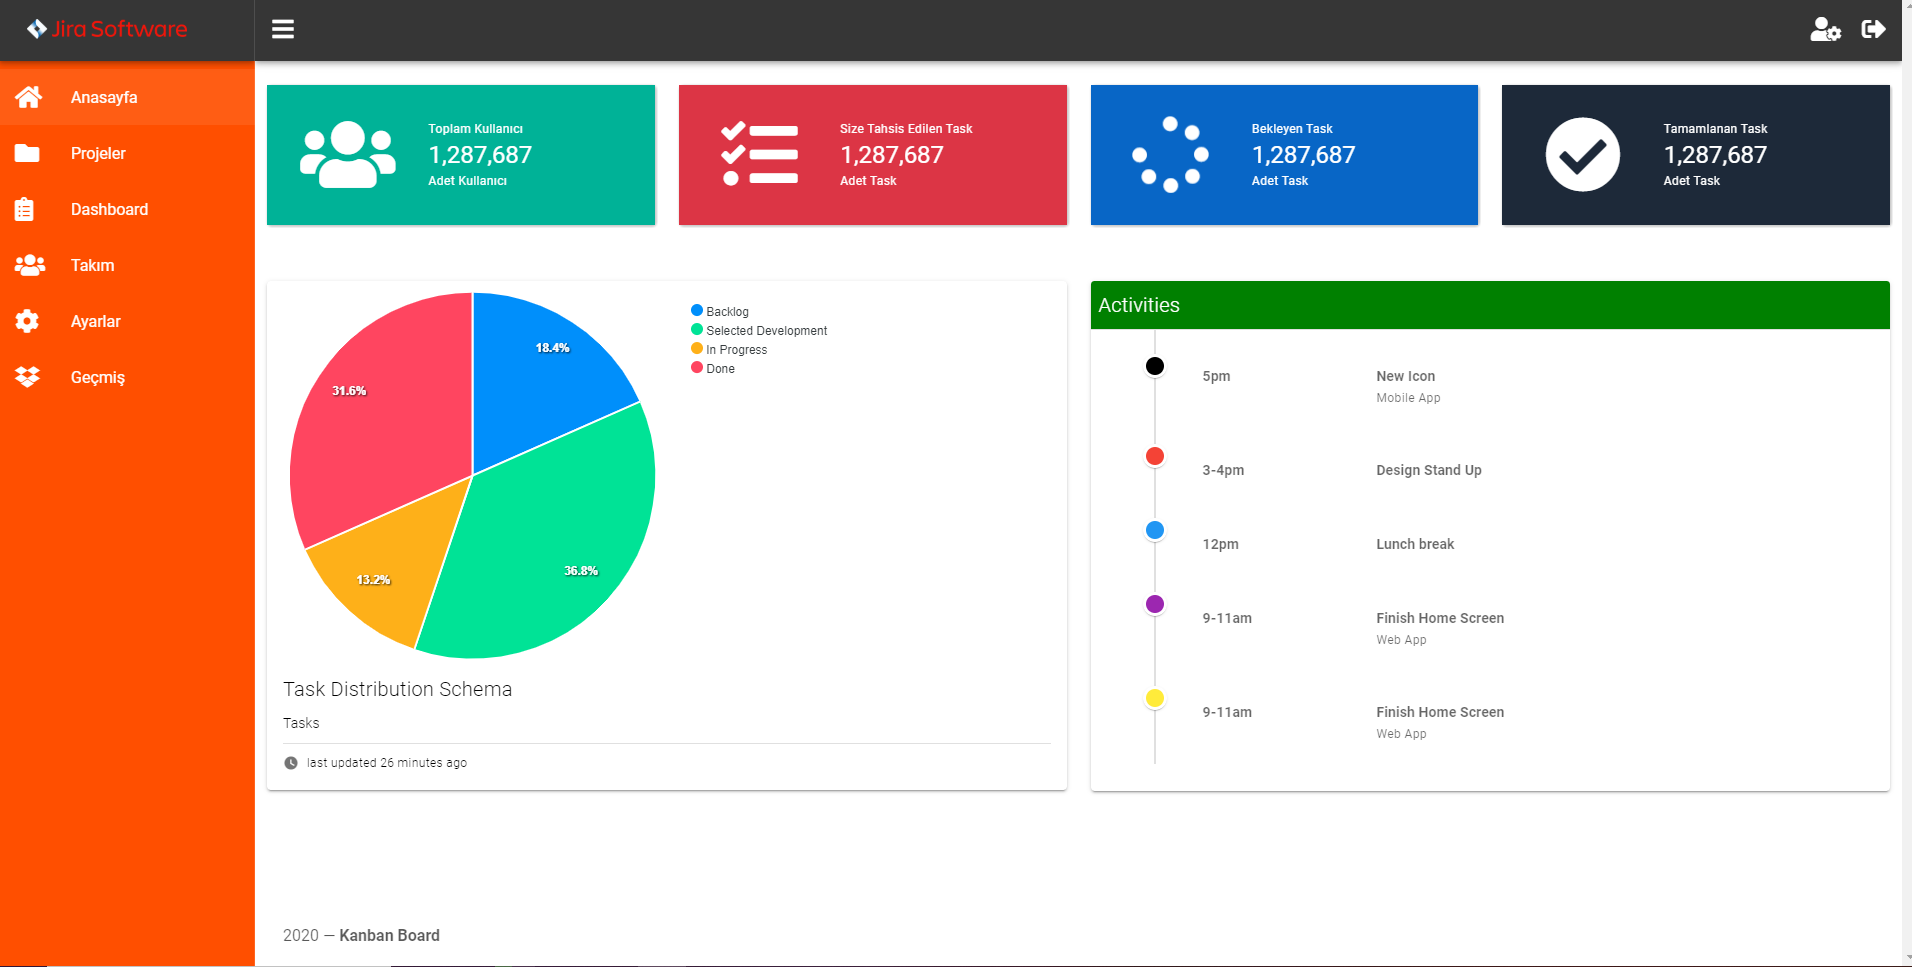 Jira Software
Anasayfa
Projeler
Dashboard
Takım
Ayarlar
Geçmiş
Toplam Kullanıcı
1,287,687
Adet Kullanıcı
Size Tahsis Edilen Task
1,287,687
Adet Task
Bekleyen Task
1,287,687
Adet Task
Tamamlanan Task
1,287,687
Adet Task
18.4%
31.6%
36.8%
13.2%
Backlog
Selected Development
In Progress
Done
Task Distribution Schema
Tasks
last updated 26 minutes ago
Activities
5pm New Icon
Mobile App
3-4pm Design Stand Up
12pm Lunch break
9-11am Finish Home Screen
Web App
9-11am Finish Home Screen
Web App
2020 — Kanban Board